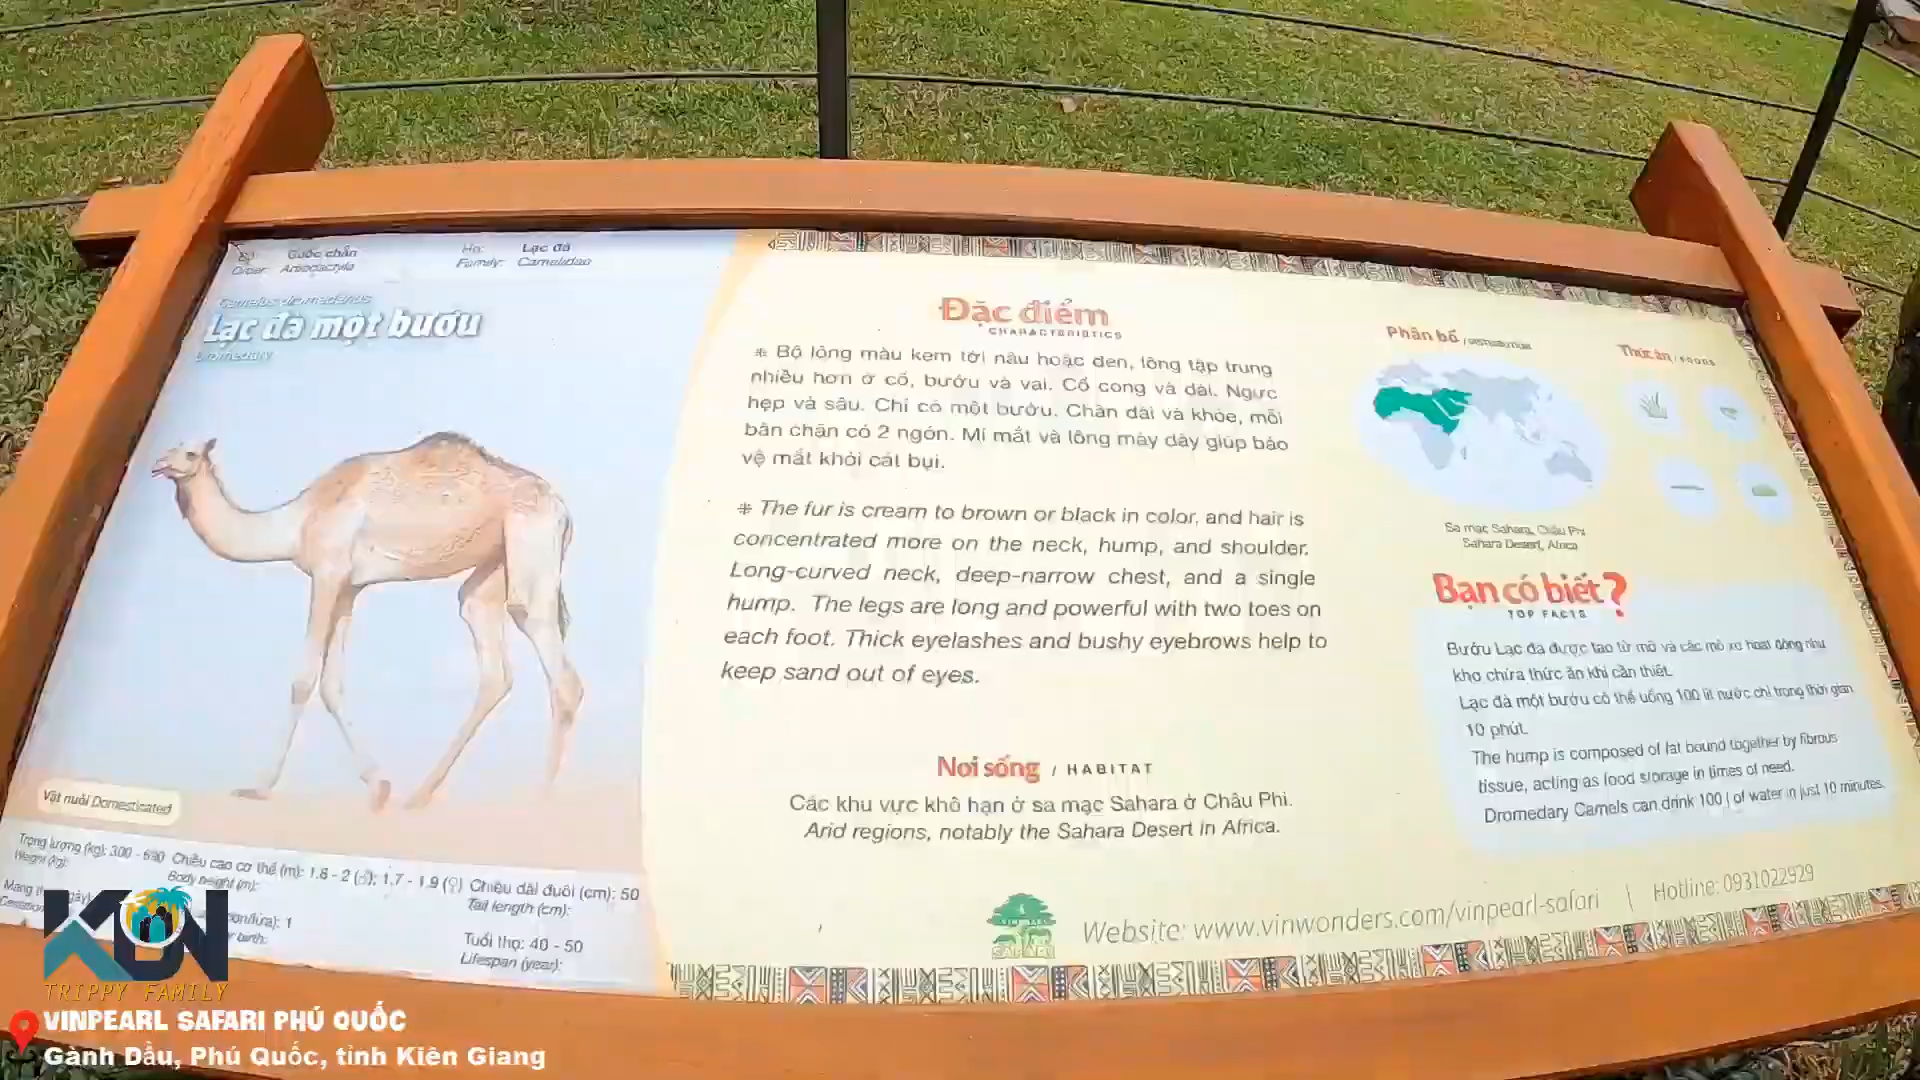 Guốc chẵn
Order: Artiodactyla
Họ: Lạc đà
Family: Camelidae
Camelus dromedarius
Lạc đà một bướu
Dromedary
Vật nuôi Domesticated
Trọng lượng (kg): 300 - 690
Weight (kg):
Chiều cao cơ thể (m): 1.8 - 2 (♂); 1.7 - 1.9 (♀)
Body height (m):
Chiều dài đuôi (cm): 50
Tail length (cm):
Tuổi thọ: 40 - 50
Lifespan (year):
Đặc điểm
CHARACTERISTICS
* Bộ lông màu kem tới nâu hoặc đen, lông tập trung
nhiều hơn ở cổ, bướu và vai. Cổ cong và dài. Ngực
hẹp và sâu. Chỉ có một bướu. Chân dài và khỏe, mỗi
bàn chân có 2 ngón. Mí mắt và lông mày dày giúp bảo
vệ mắt khỏi cát bụi.
* The fur is cream to brown or black in color, and hair is
concentrated more on the neck, hump, and shoulder.
Long-curved neck, deep-narrow chest, and a single
hump. The legs are long and powerful with two toes on
each foot. Thick eyelashes and bushy eyebrows help to
keep sand out of eyes.
Nơi sống / HABITAT
Các khu vực khô hạn ở sa mạc Sahara ở Châu Phi.
Arid regions, notably the Sahara Desert in Africa.
Phân bố / DISTRIBUTION
Sa mạc Sahara, Châu Phi
Sahara Desert, Africa
Thức ăn / FOODS
Bạn có biết?
TOP FACTS
Bướu Lạc đà được tạo từ mỡ và các mô xơ hoạt động như
kho chứa thức ăn khi cần thiết.
Lạc đà một bướu có thể uống 100 lít nước chỉ trong thời gian
10 phút.
The hump is composed of fat bound together by fibrous
tissue, acting as food storage in times of need.
Dromedary Camels can drink 100 l of water in just 10 minutes.
Website: www.vinwonders.com/vinpearl-safari | Hotline: 0931022929
KDN
TRIPPY FAMILY
VINPEARL SAFARI PHÚ QUỐC
Gành Dầu, Phú Quốc, tỉnh Kiên Giang